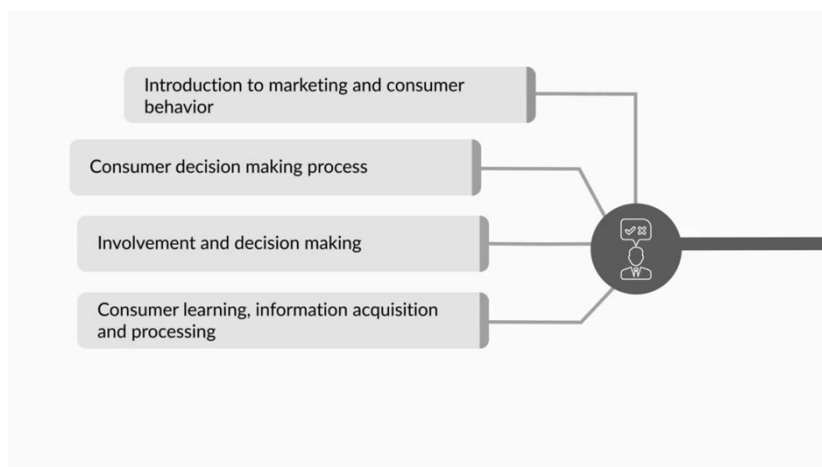 Introduction to marketing and consumer
behavior
Consumer decision making process
Involvement and decision making
Consumer learning, information acquisition
and processing